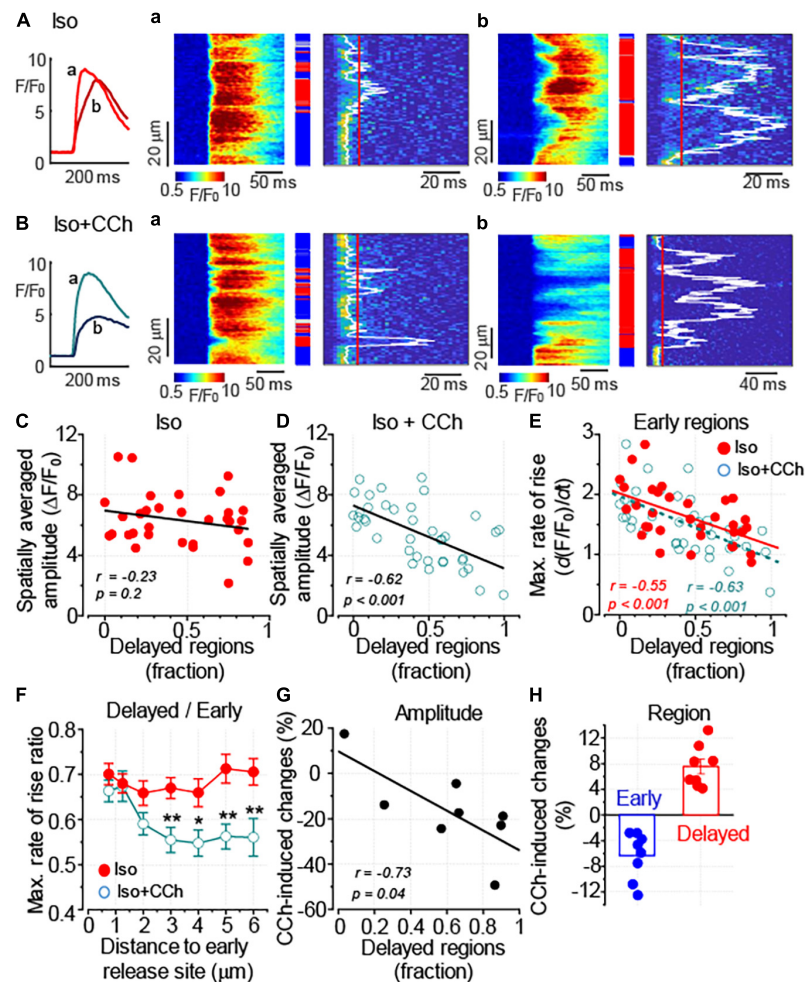 A Iso
F/F₀
10
5
0
a
b
200 ms
a
20 µm
0.5 F/F₀ 10
50 ms
20 ms
b
20 µm
0.5 F/F₀ 10
50 ms
20 ms
B Iso+CCh
F/F₀
10
5
0
a
b
200 ms
a
20 µm
0.5 F/F₀ 10
50 ms
20 ms
b
20 µm
0.5 F/F₀ 10
50 ms
40 ms
C Iso
Spatially averaged
amplitude (ΔF/F₀)
12
8
4
0
r = -0.23
p = 0.2
0 0.5 1
Delayed regions
(fraction)
D Iso + CCh
Spatially averaged
amplitude (ΔF/F₀)
12
8
4
0
r = -0.62
p < 0.001
0 0.5 1
Delayed regions
(fraction)
E Early regions
Max. rate of rise
(d(F/F₀)/dt)
3
2
1
0
Iso
Iso+CCh
r = -0.55
p < 0.001
r = -0.63
p < 0.001
0 0.5 1
Delayed regions
(fraction)
F Delayed / Early
Max. rate of rise ratio
0.8
0.7
0.6
0.5
0.4
** * ** **
Iso
Iso+CCh
0 1 2 3 4 5 6
Distance to early
release site (µm)
G Amplitude
CCh-induced changes (%)
20
0
-20
-40
-60
r = -0.73
p = 0.04
0 0.2 0.4 0.6 0.8 1
Delayed regions
(fraction)
H Region
CCh-induced changes
(%)
12
8
4
0
-4
-8
-12
Early
Delayed